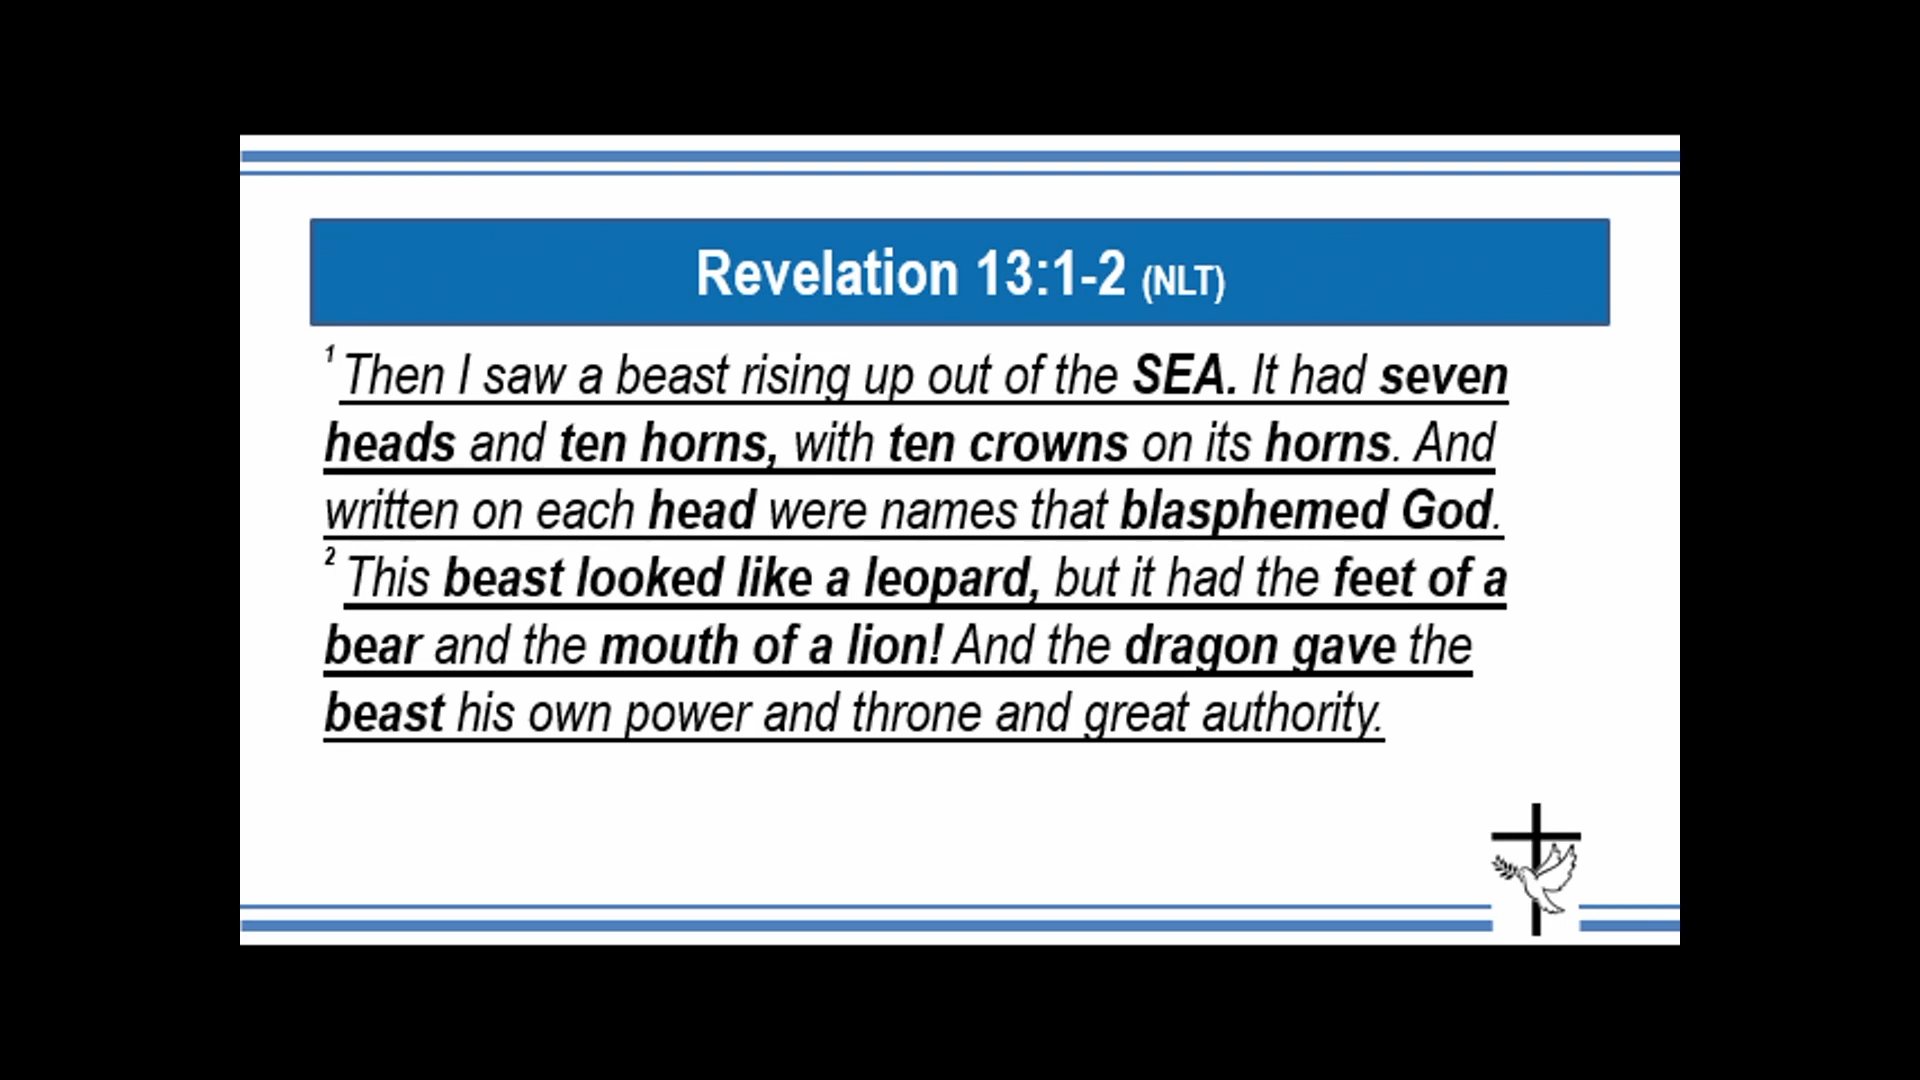 Revelation 13:1-2 (NLT)
1 Then I saw a beast rising up out of the SEA. It had seven
heads and ten horns, with ten crowns on its horns. And
written on each head were names that blasphemed God.
2 This beast looked like a leopard, but it had the feet of a
bear and the mouth of a lion! And the dragon gave the
beast his own power and throne and great authority.